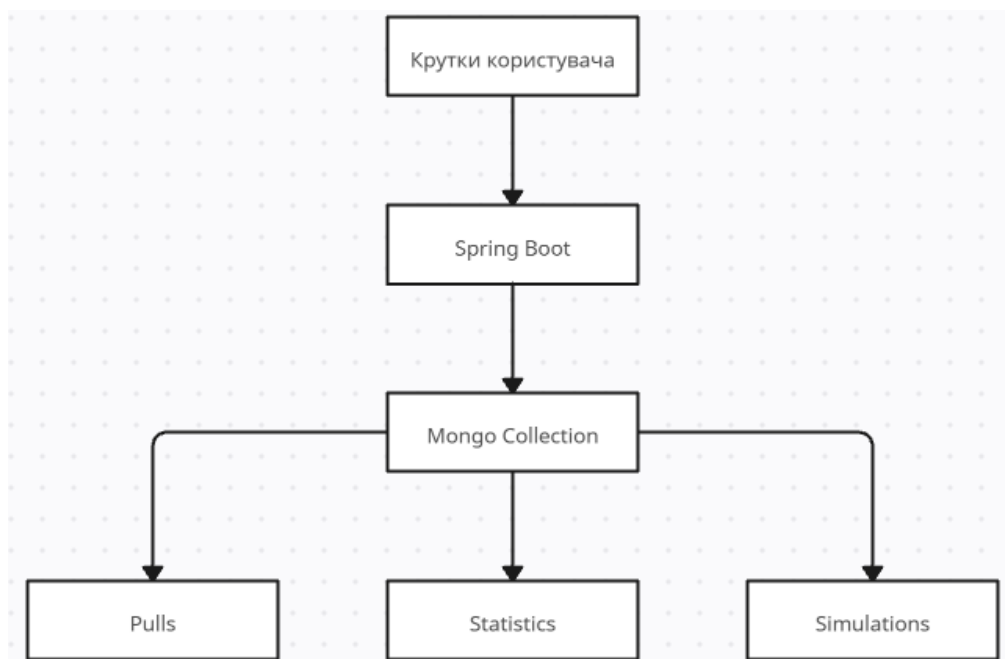 Крутки користувача
Spring Boot
Mongo Collection
Pulls
Statistics
Simulations